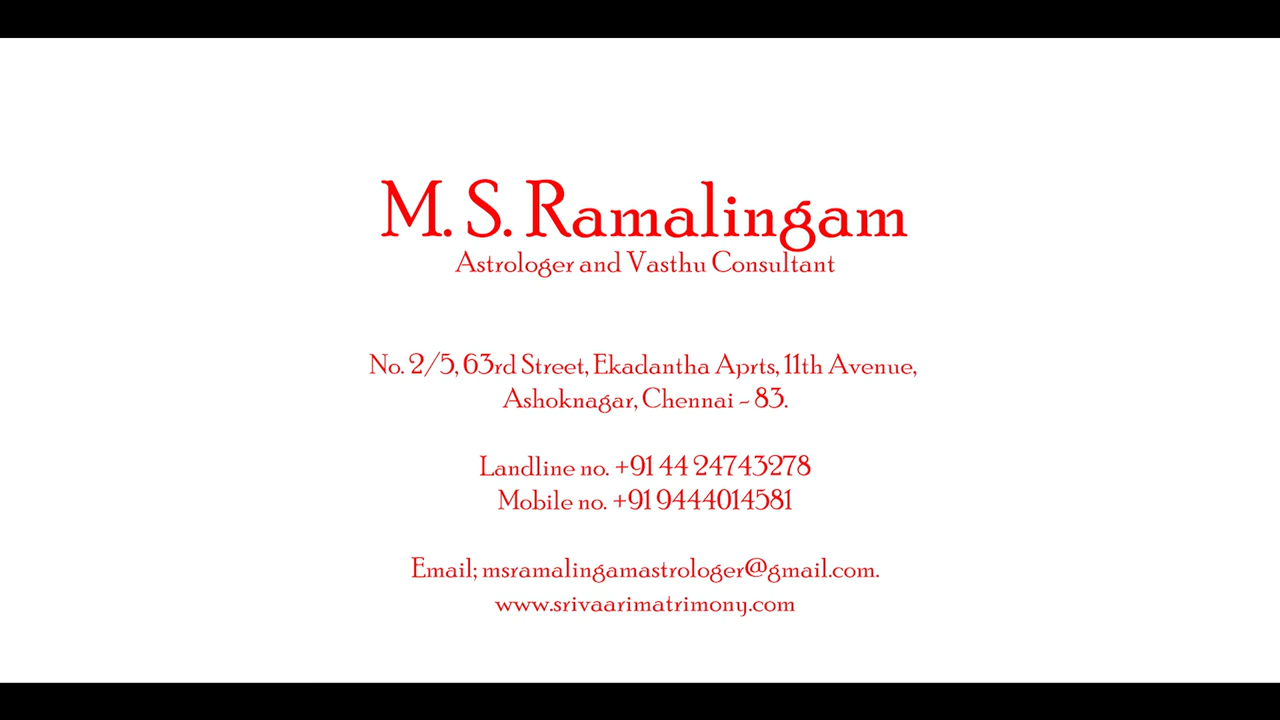 M. S. Ramalingam
Astrologer and Vasthu Consultant
No. 2/5, 63rd Street, Ekadantha Aprts, 11th Avenue,
Ashoknagar, Chennai - 83.
Landline no. +91 44 24743278
Mobile no. +91 9444014581
Email; msramalingamastrologer@gmail.com.
www.srivaarimatrimony.com